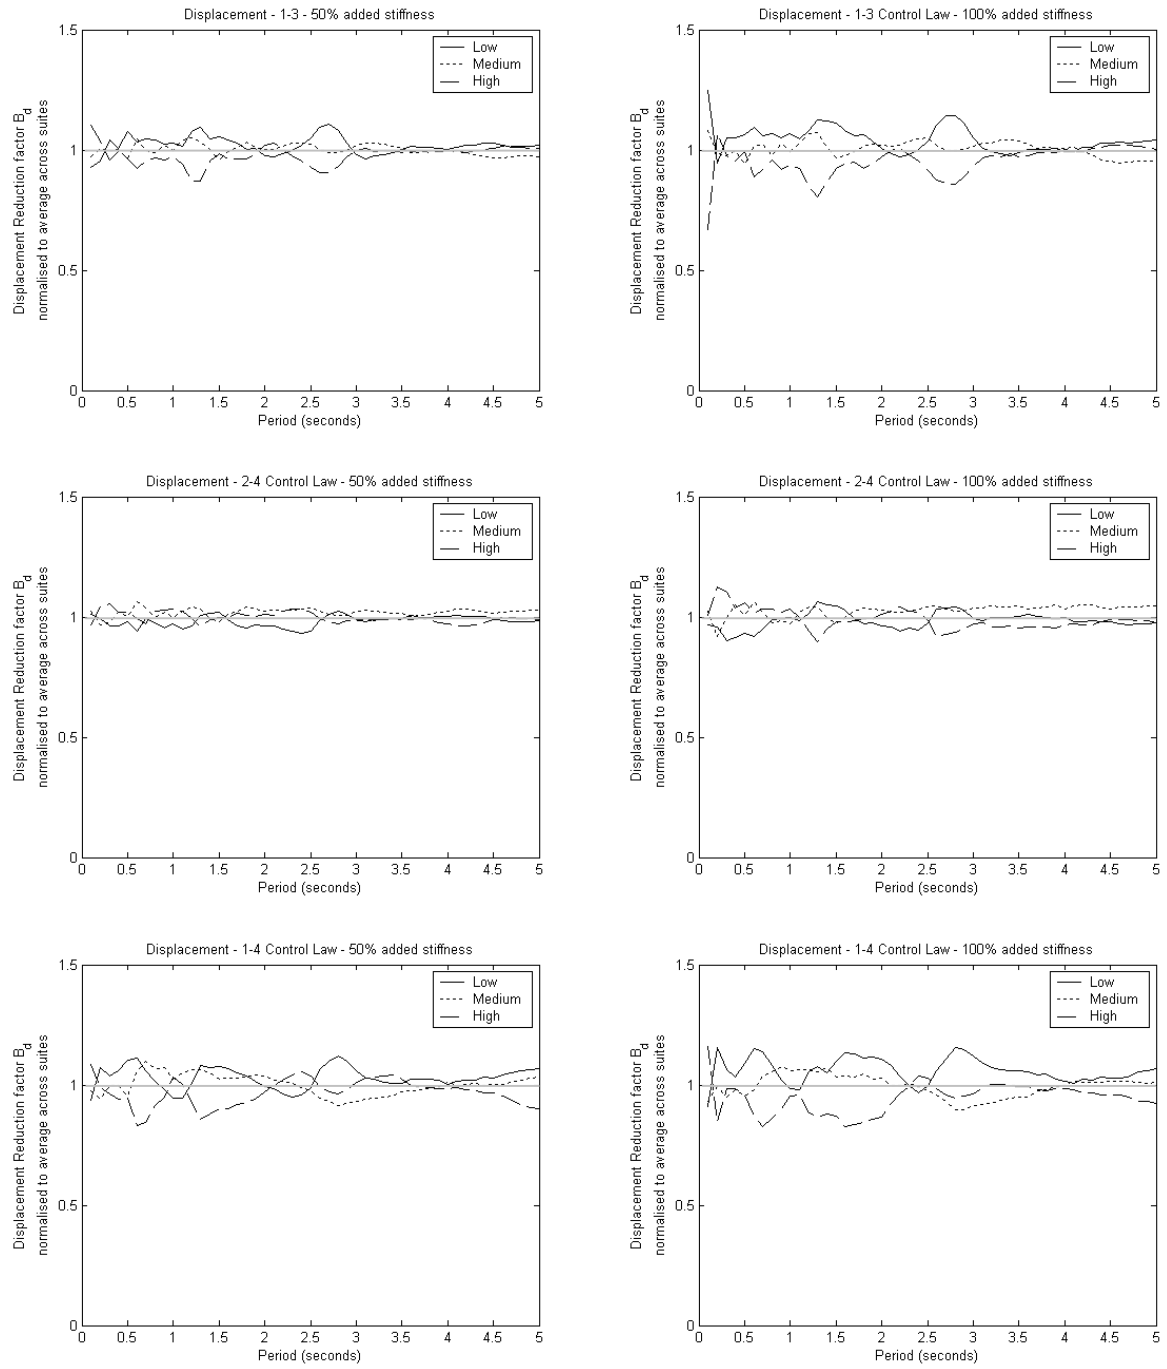 Displacement - 1-3 - 50% added stiffness
1.5
1
0.5
0
Displacement Reduction factor Bd
normalised to average across suites
Low
Medium
High
0 0.5 1 1.5 2 2.5 3 3.5 4 4.5 5
Period (seconds)
Displacement - 1-3 Control Law - 100% added stiffness
1.5
1
0.5
0
Displacement Reduction factor Bd
normalised to average across suites
Low
Medium
High
0 0.5 1 1.5 2 2.5 3 3.5 4 4.5 5
Period (seconds)
Displacement - 2-4 Control Law - 50% added stiffness
1.5
1
0.5
0
Displacement Reduction factor Bd
normalised to average across suites
Low
Medium
High
0 0.5 1 1.5 2 2.5 3 3.5 4 4.5 5
Period (seconds)
Displacement - 2-4 Control Law - 100% added stiffness
1.5
1
0.5
0
Displacement Reduction factor Bd
normalised to average across suites
Low
Medium
High
0 0.5 1 1.5 2 2.5 3 3.5 4 4.5 5
Period (seconds)
Displacement - 1-4 Control Law - 50% added stiffness
1.5
1
0.5
0
Displacement Reduction factor Bd
normalised to average across suites
Low
Medium
High
0 0.5 1 1.5 2 2.5 3 3.5 4 4.5 5
Period (seconds)
Displacement - 1-4 Control Law - 100% added stiffness
1.5
1
0.5
0
Displacement Reduction factor Bd
normalised to average across suites
Low
Medium
High
0 0.5 1 1.5 2 2.5 3 3.5 4 4.5 5
Period (seconds)